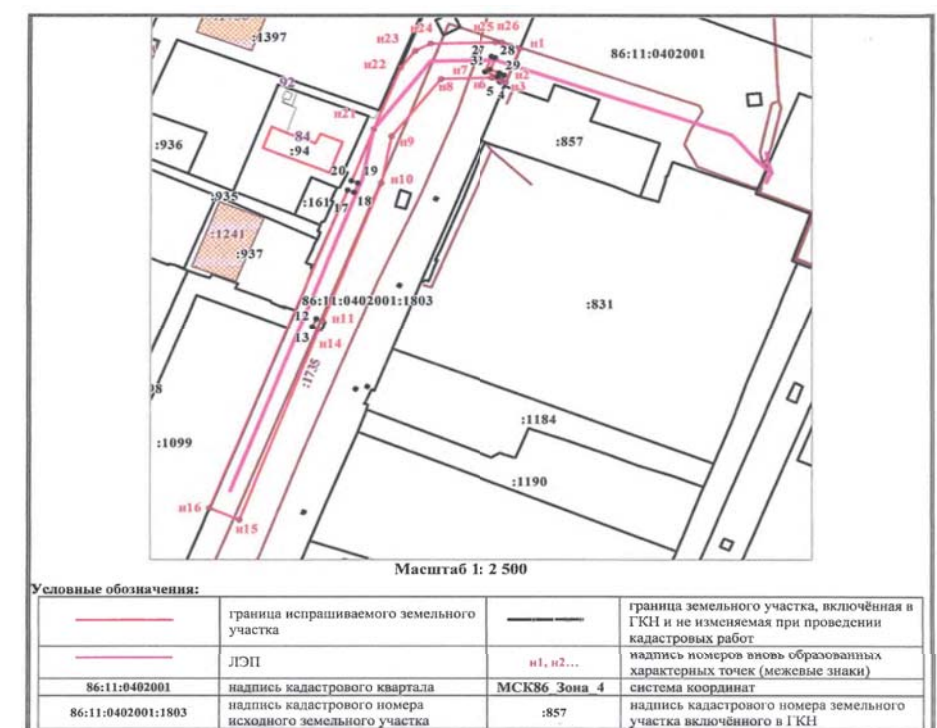 :1397
н23
н24
н25
н26
н1
27
28
86:11:0402001
н22
32
29
н7
н6
н2
н8
5
4
н3
92
н21
84
:94
:936
н9
:857
20
19
н10
:935
:161
17
18
:1241
:937
86:11:0402001:1803
:831
12
н11
13
н14
:1735
:1184
:1099
:1190
н16
н15
Масштаб 1: 2 500
Условные обозначения:
граница испрашиваемого земельного
участка
граница земельного участка, включённая в
ГКН и не изменяемая при проведении
кадастровых работ
ЛЭП
н1, н2...
надпись номеров вновь образованных
характерных точек (межевые знаки)
86:11:0402001
надпись кадастрового квартала
МСК86_Зона_4
система координат
86:11:0402001:1803
надпись кадастрового номера
исходного земельного участка
:857
надпись кадастрового номера земельного
участка включённого в ГКН